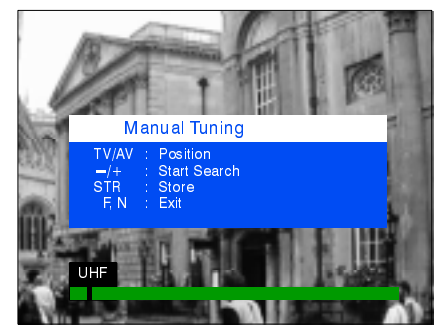 Manual Tuning
TV/AV : Position
–/+ : Start Search
STR : Store
F, N : Exit
UHF